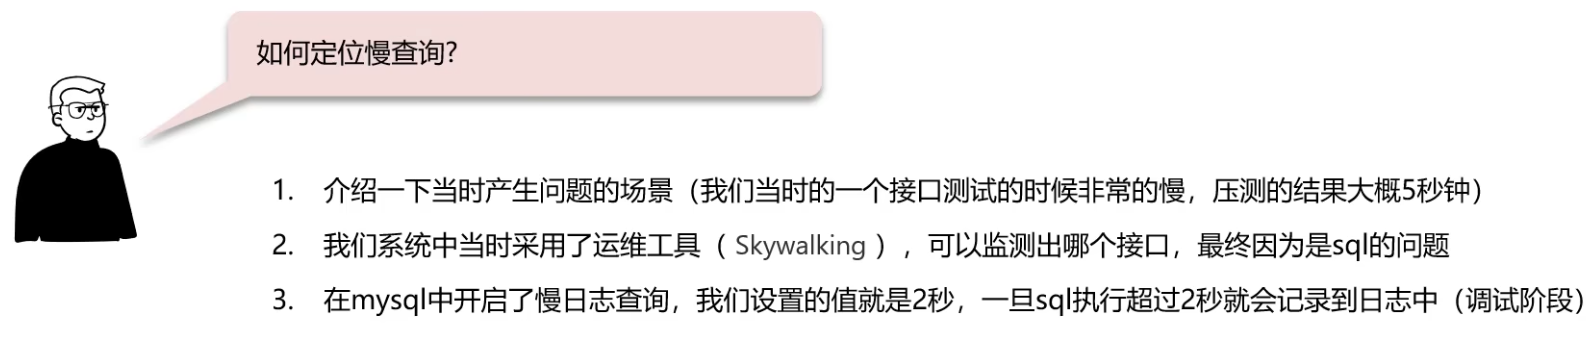 如何定位慢查询?
1. 介绍一下当时产生问题的场景（我们当时的一个接口测试的时候非常的慢，压测的结果大概5秒钟）
2. 我们系统中当时采用了运维工具（ Skywalking ），可以监测出哪个接口，最终因为是sql的问题
3. 在mysql中开启了慢日志查询，我们设置的值就是2秒，一旦sql执行超过2秒就会记录到日志中（调试阶段）